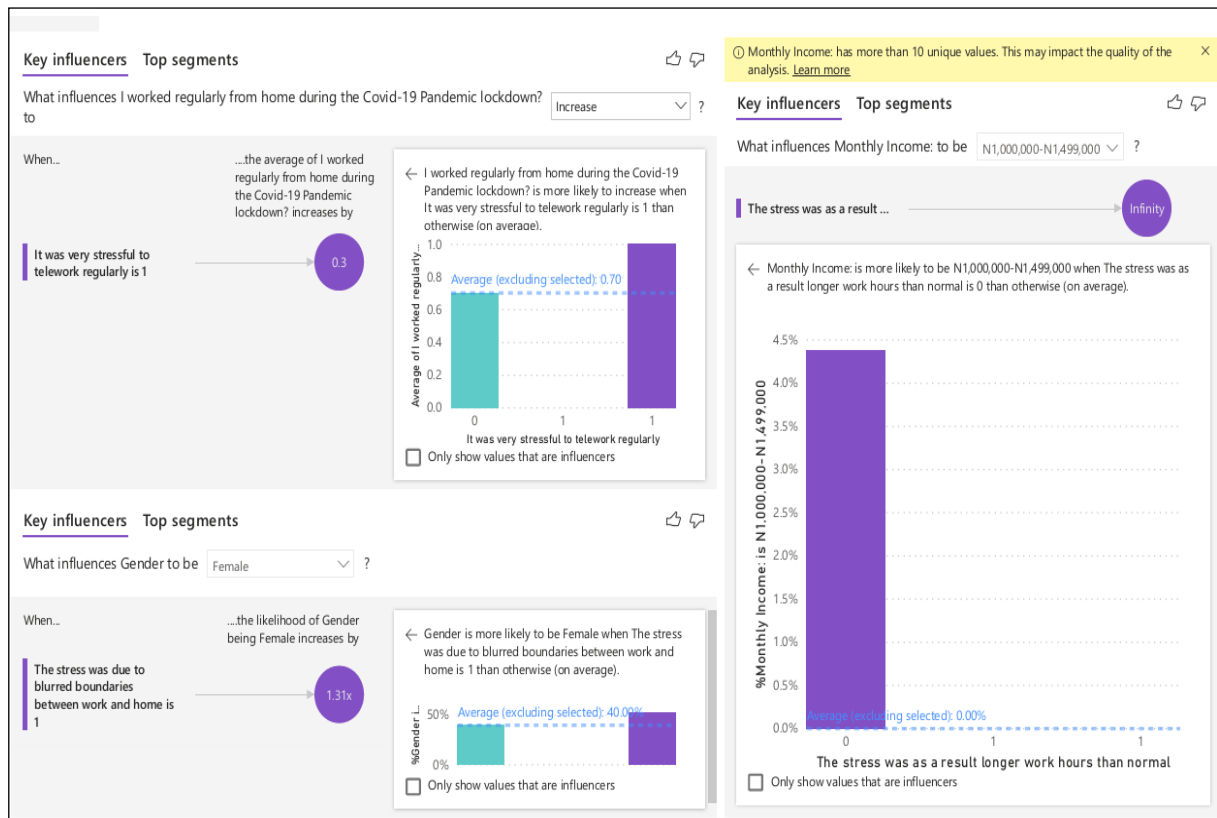 Key influencers Top segments
What influences I worked regularly from home during the Covid-19 Pandemic lockdown?
to
Increase
?
When...
....the average of I worked
regularly from home during
the Covid-19 Pandemic
lockdown? increases by
It was very stressful to
telework regularly is 1
0.3
I worked regularly from home during the Covid-19
Pandemic lockdown? is more likely to increase when
It was very stressful to telework regularly is 1 than
otherwise (on average).
Average of I worked regularly...
1.0
0.8
0.6
0.4
0.2
0.0
Average (excluding selected): 0.70
0 1 1
It was very stressful to telework regularly
Only show values that are influencers
Key influencers Top segments
What influences Gender to be
Female
?
When...
....the likelihood of Gender
being Female increases by
The stress was due to
blurred boundaries
between work and home is
1
1.31x
Gender is more likely to be Female when The stress
was due to blurred boundaries between work and
home is 1 than otherwise (on average).
%Gender i..
50%
0%
Average (excluding selected): 40.00%
Only show values that are influencers
Monthly Income: has more than 10 unique values. This may impact the quality of the
analysis. Learn more
Key influencers Top segments
What influences Monthly Income: to be
N1,000,000-N1,499,000
?
The stress was as a result ...
Infinity
Monthly Income: is more likely to be N1,000,000-N1,499,000 when The stress was as
a result longer work hours than normal is 0 than otherwise (on average).
%Monthly Income: is N1,000,000-N1,499,000
4.5%
4.0%
3.5%
3.0%
2.5%
2.0%
1.5%
1.0%
0.5%
0.0%
Average (excluding selected): 0.00%
0 1 1
The stress was as a result longer work hours than normal
Only show values that are influencers